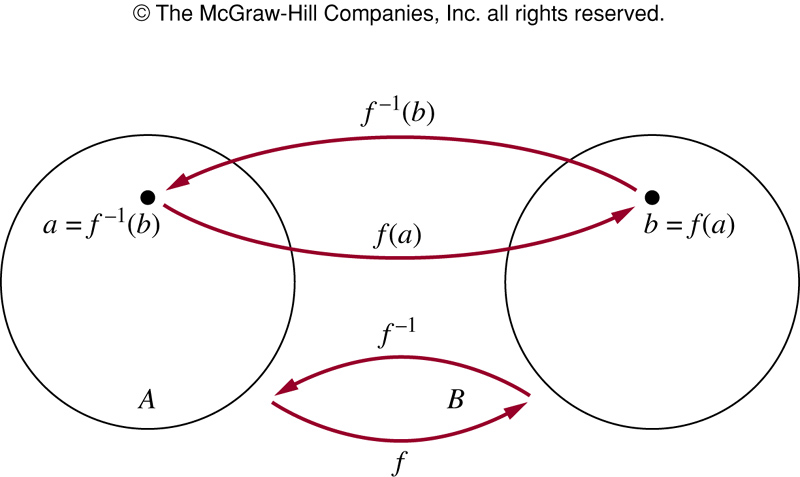 © The McGraw-Hill Companies, Inc. all rights reserved.
f⁻¹(b)
a = f⁻¹(b)
f(a)
b = f(a)
f⁻¹
A
B
f